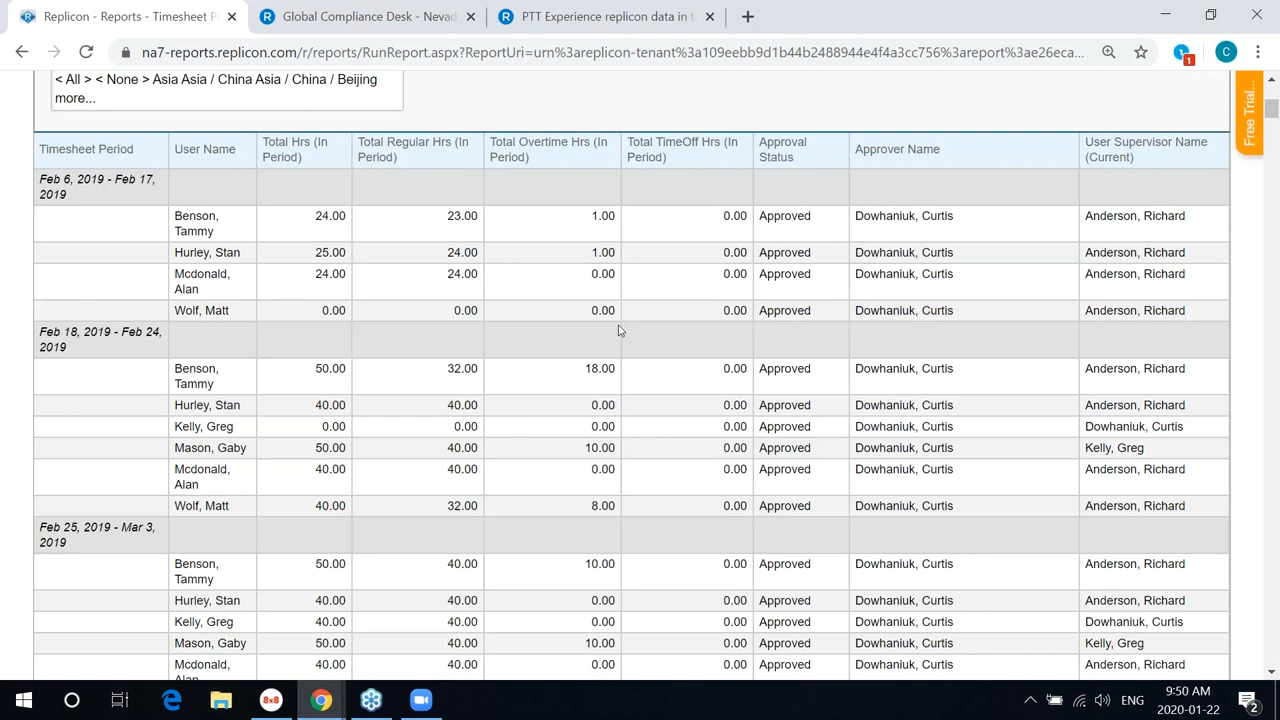 Replicon - Reports - Timesheet P
Global Compliance Desk - Nevad
PTT Experience replicon data in t
na7-reports.replicon.com/r/reports/RunReport.aspx?ReportUri=urn%3areplicon-tenant%3a109eebb9d1b44b2488944e4f4a3cc756%3areport%3ae26eca...
1
C
< All > < None > Asia Asia / China Asia / China / Beijing
more...
Free Trial...
Timesheet Period User Name Total Hrs (In Period) Total Regular Hrs (In Period) Total Overtime Hrs (In Period) Total TimeOff Hrs (In Period) Approval Status Approver Name User Supervisor Name (Current)
Feb 6, 2019 - Feb 17, 2019
Benson, Tammy 24.00 23.00 1.00 0.00 Approved Dowhaniuk, Curtis Anderson, Richard
Hurley, Stan 25.00 24.00 1.00 0.00 Approved Dowhaniuk, Curtis Anderson, Richard
Mcdonald, Alan 24.00 24.00 0.00 0.00 Approved Dowhaniuk, Curtis Anderson, Richard
Wolf, Matt 0.00 0.00 0.00 0.00 Approved Dowhaniuk, Curtis Anderson, Richard
Feb 18, 2019 - Feb 24, 2019
Benson, Tammy 50.00 32.00 18.00 0.00 Approved Dowhaniuk, Curtis Anderson, Richard
Hurley, Stan 40.00 40.00 0.00 0.00 Approved Dowhaniuk, Curtis Anderson, Richard
Kelly, Greg 0.00 0.00 0.00 0.00 Approved Dowhaniuk, Curtis Dowhaniuk, Curtis
Mason, Gaby 50.00 40.00 10.00 0.00 Approved Dowhaniuk, Curtis Kelly, Greg
Mcdonald, Alan 40.00 40.00 0.00 0.00 Approved Dowhaniuk, Curtis Anderson, Richard
Wolf, Matt 40.00 32.00 8.00 0.00 Approved Dowhaniuk, Curtis Anderson, Richard
Feb 25, 2019 - Mar 3, 2019
Benson, Tammy 50.00 40.00 10.00 0.00 Approved Dowhaniuk, Curtis Anderson, Richard
Hurley, Stan 40.00 40.00 0.00 0.00 Approved Dowhaniuk, Curtis Anderson, Richard
Kelly, Greg 40.00 40.00 0.00 0.00 Approved Dowhaniuk, Curtis Dowhaniuk, Curtis
Mason, Gaby 50.00 40.00 10.00 0.00 Approved Dowhaniuk, Curtis Kelly, Greg
Mcdonald, Alan 40.00 40.00 0.00 0.00 Approved Dowhaniuk, Curtis Anderson, Richard
8x8
ENG
9:50 AM
2020-01-22
2